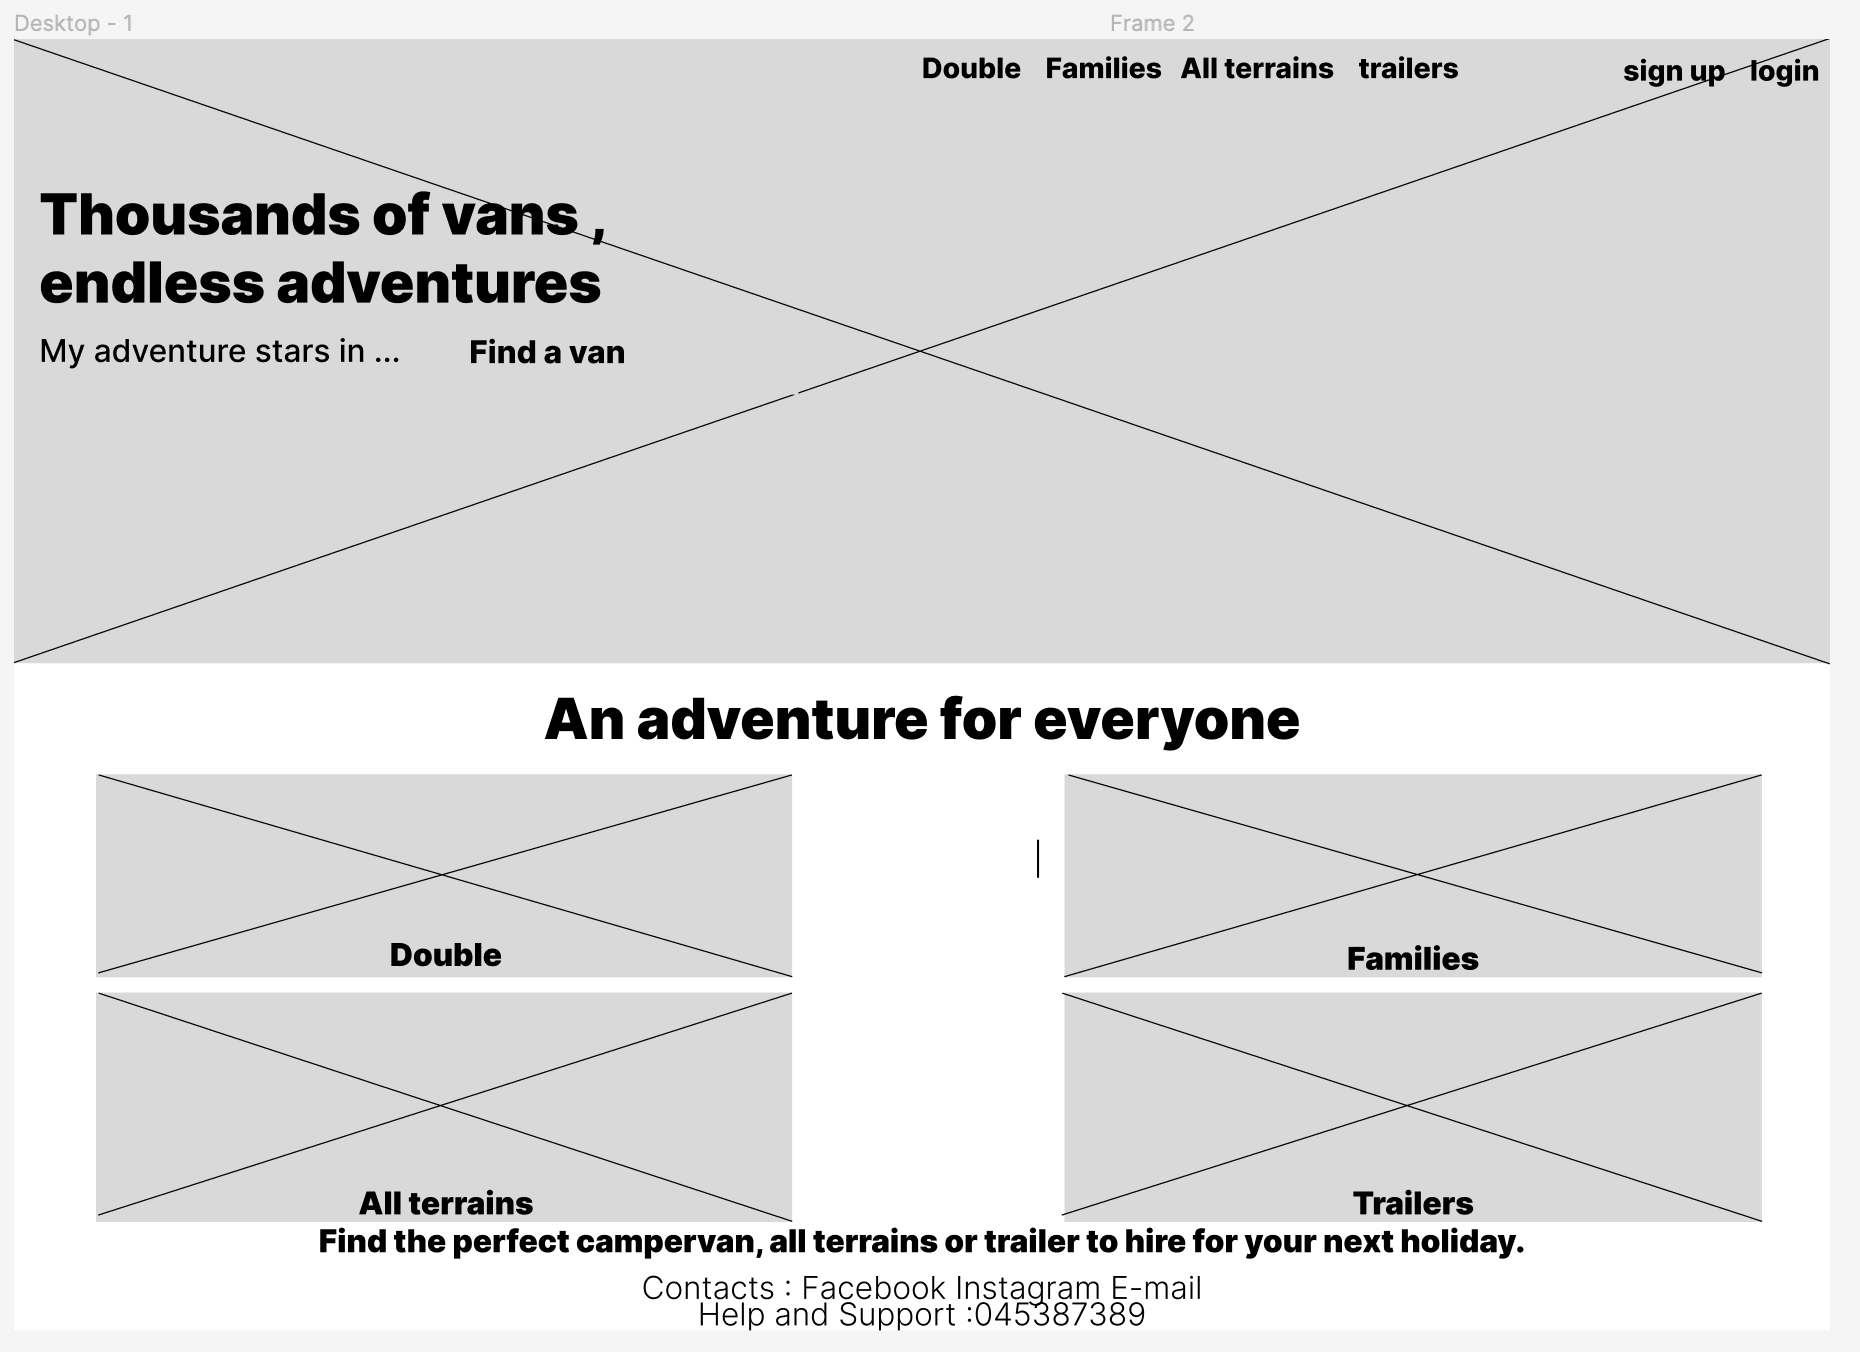 Desktop - 1
Frame 2
Double Families All terrains trailers sign up login
Thousands of vans ,
endless adventures
My adventure stars in ... Find a van
An adventure for everyone
Double
Families
All terrains
Trailers
Find the perfect campervan, all terrains or trailer to hire for your next holiday.
Contacts : Facebook Instagram E-mail
Help and Support :045387389